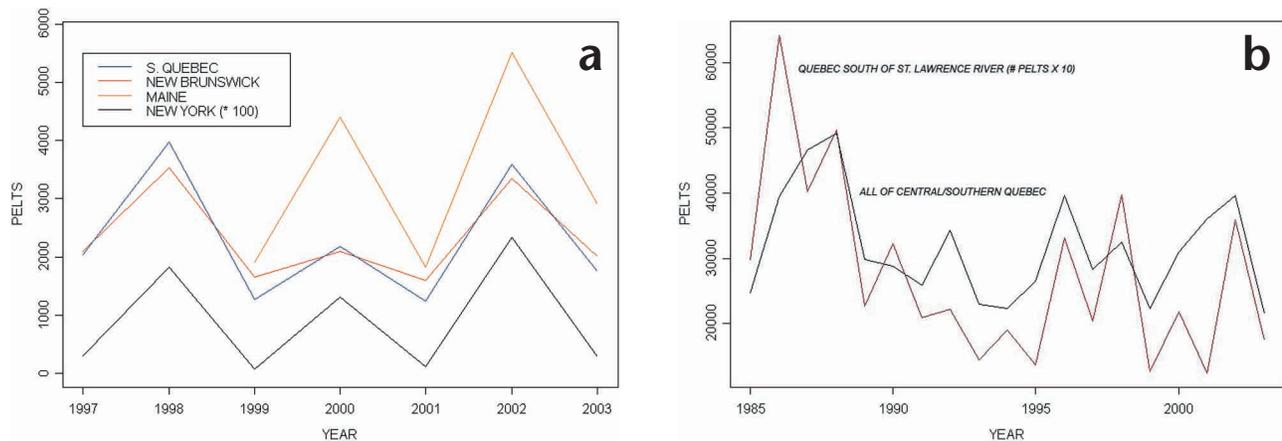 a
S. QUEBEC
NEW BRUNSWICK
MAINE
NEW YORK (* 100)
PELTS
6000
5000
4000
3000
2000
1000
0
1997 1998 1999 2000 2001 2002 2003
YEAR
b
QUEBEC SOUTH OF ST. LAWRENCE RIVER (# PELTS X 10)
ALL OF CENTRAL/SOUTHERN QUEBEC
PELTS
60000
50000
40000
30000
20000
1985 1990 1995 2000
YEAR